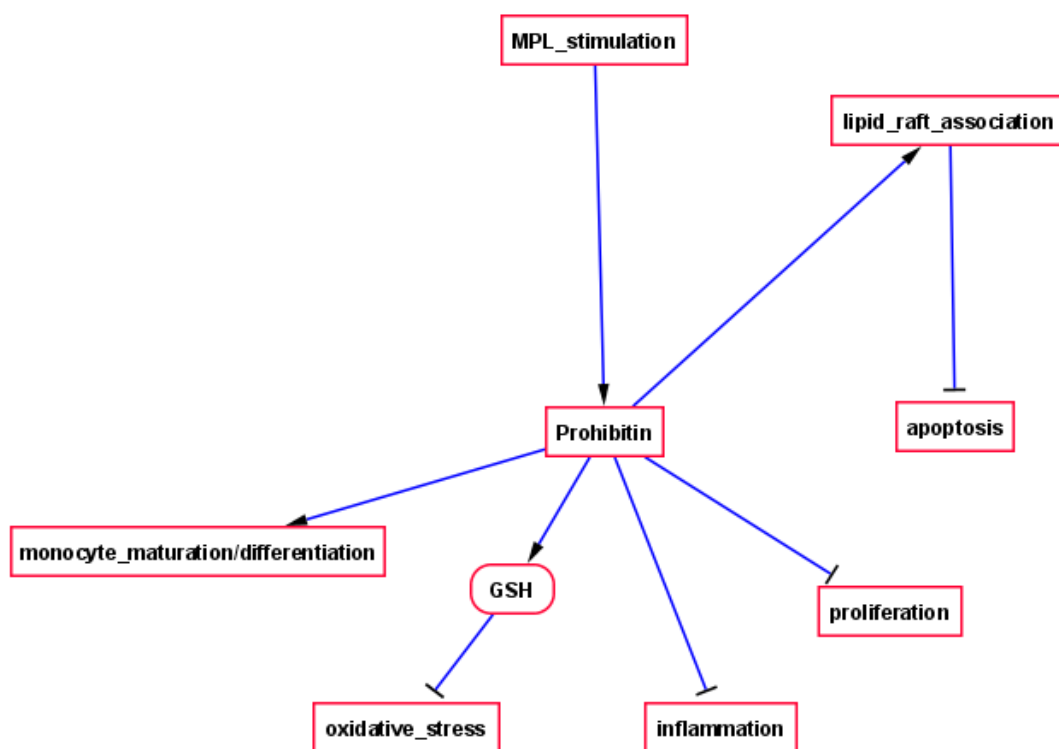 MPL_stimulation
lipid_raft_association
apoptosis
Prohibitin
monocyte_maturation/differentiation
GSH
proliferation
oxidative_stress
inflammation